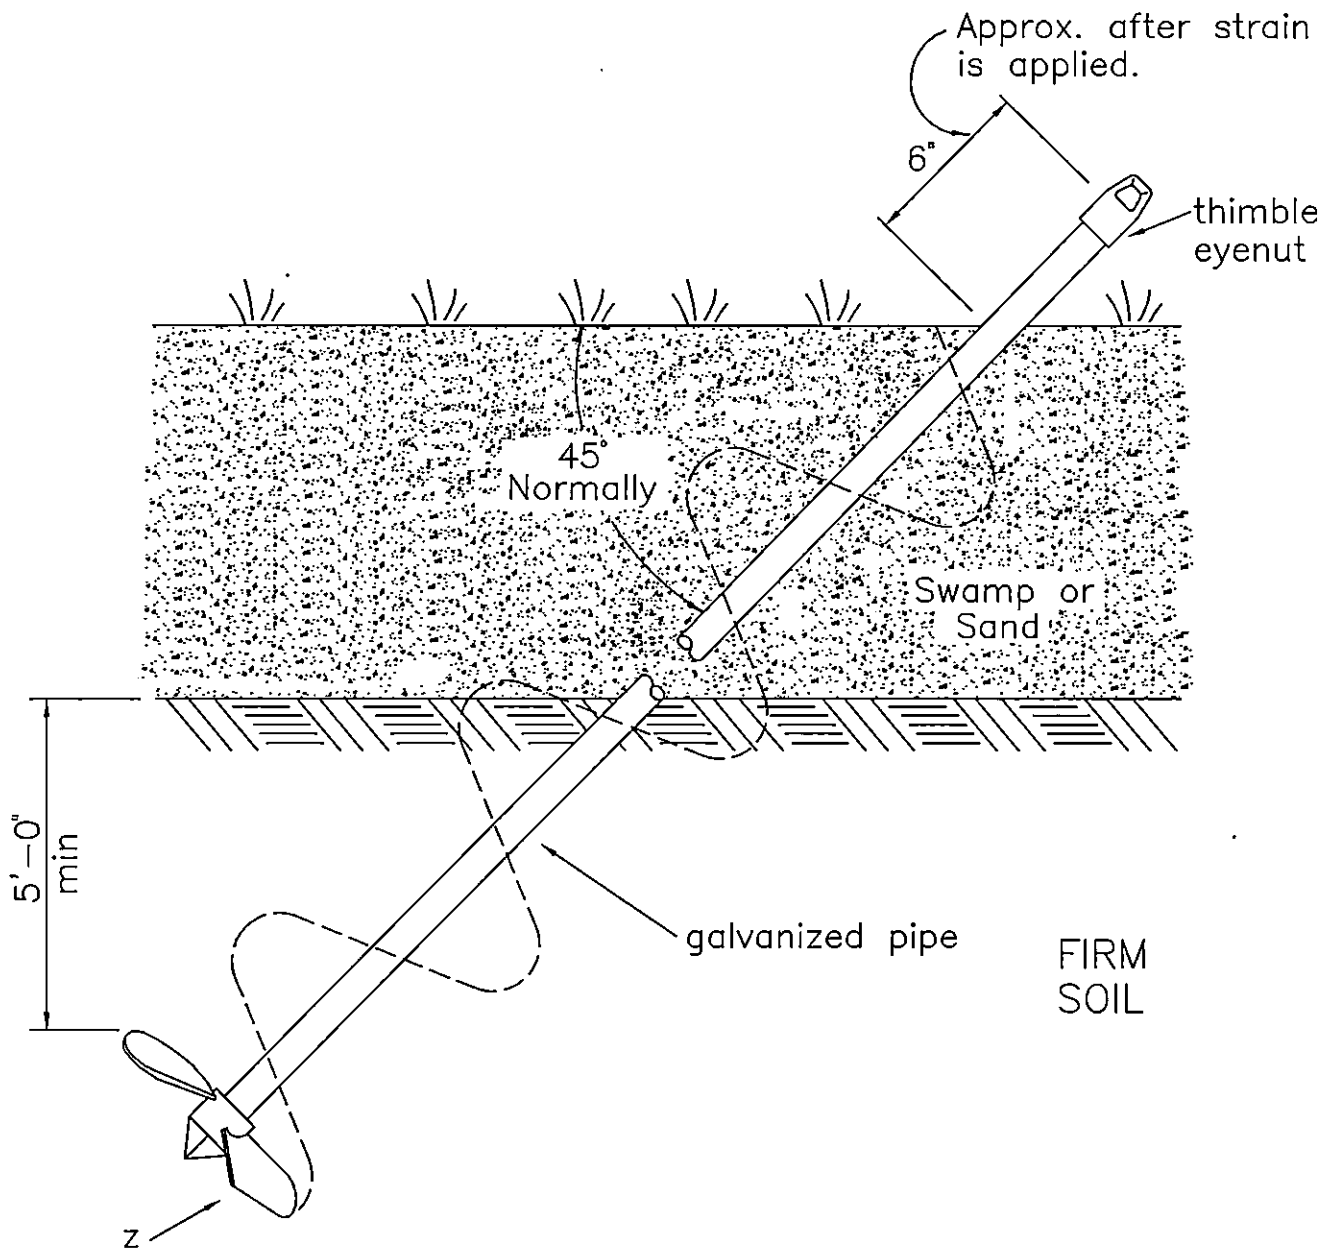 Approx. after strain
is applied.
6"
thimble
eyenut
45°
Normally
Swamp or
Sand
5'-0"
min
galvanized pipe
FIRM
SOIL
z